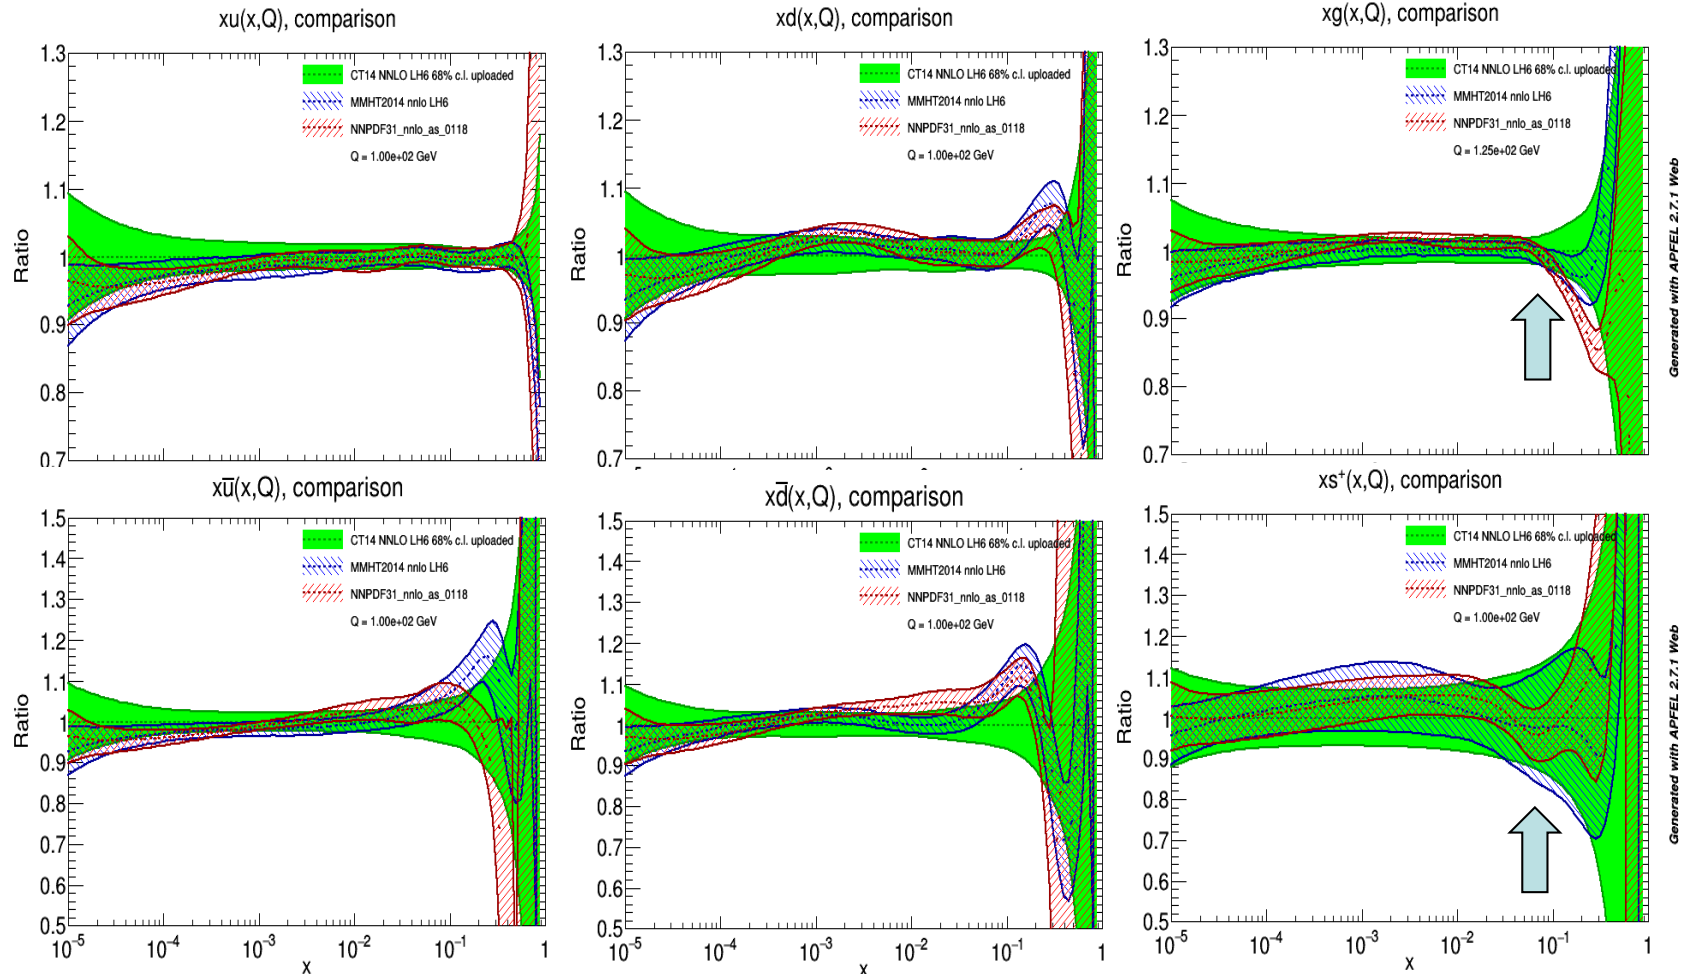 xu(x,Q), comparison
1.3
1.2
1.1
1
0.9
0.8
0.7
Ratio
CT14 NNLO LH6 68% c.l. uploaded
MMHT2014 nnlo LH6
NNPDF31_nnlo_as_0118
Q = 1.00e+02 GeV
xd(x,Q), comparison
1.3
1.2
1.1
1
0.9
0.8
0.7
Ratio
CT14 NNLO LH6 68% c.l. uploaded
MMHT2014 nnlo LH6
NNPDF31_nnlo_as_0118
Q = 1.00e+02 GeV
xg(x,Q), comparison
1.3
1.2
1.1
1
0.9
0.8
0.7
Ratio
CT14 NNLO LH6 68% c.l. uploaded
MMHT2014 nnlo LH6
NNPDF31_nnlo_as_0118
Q = 1.25e+02 GeV
Generated with APFEL 2.7.1 Web
xu̅(x,Q), comparison
1.5
1.4
1.3
1.2
1.1
1
0.9
0.8
0.7
0.6
0.5
Ratio
CT14 NNLO LH6 68% c.l. uploaded
MMHT2014 nnlo LH6
NNPDF31_nnlo_as_0118
Q = 1.00e+02 GeV
10⁻⁵ 10⁻⁴ 10⁻³ 10⁻² 10⁻¹ 1
x
xd̅(x,Q), comparison
1.5
1.4
1.3
1.2
1.1
1
0.9
0.8
0.7
0.6
0.5
Ratio
CT14 NNLO LH6 68% c.l. uploaded
MMHT2014 nnlo LH6
NNPDF31_nnlo_as_0118
Q = 1.00e+02 GeV
10⁻⁵ 10⁻⁴ 10⁻³ 10⁻² 10⁻¹ 1
x
xs⁺(x,Q), comparison
1.5
1.4
1.3
1.2
1.1
1
0.9
0.8
0.7
0.6
0.5
Ratio
CT14 NNLO LH6 68% c.l. uploaded
MMHT2014 nnlo LH6
NNPDF31_nnlo_as_0118
Q = 1.00e+02 GeV
10⁻⁵ 10⁻⁴ 10⁻³ 10⁻² 10⁻¹ 1
x
Generated with APFEL 2.7.1 Web